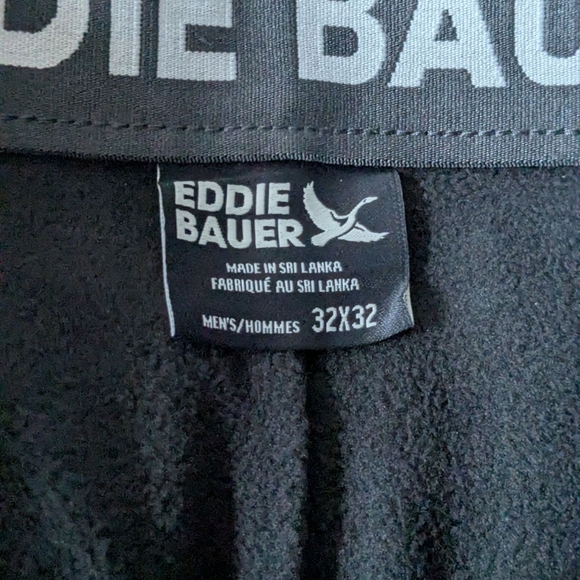 DIE BAU
EDDIE
BAUER
MADE IN SRI LANKA
FABRIQUÉ AU SRI LANKA
MEN'S/HOMMES 32X32